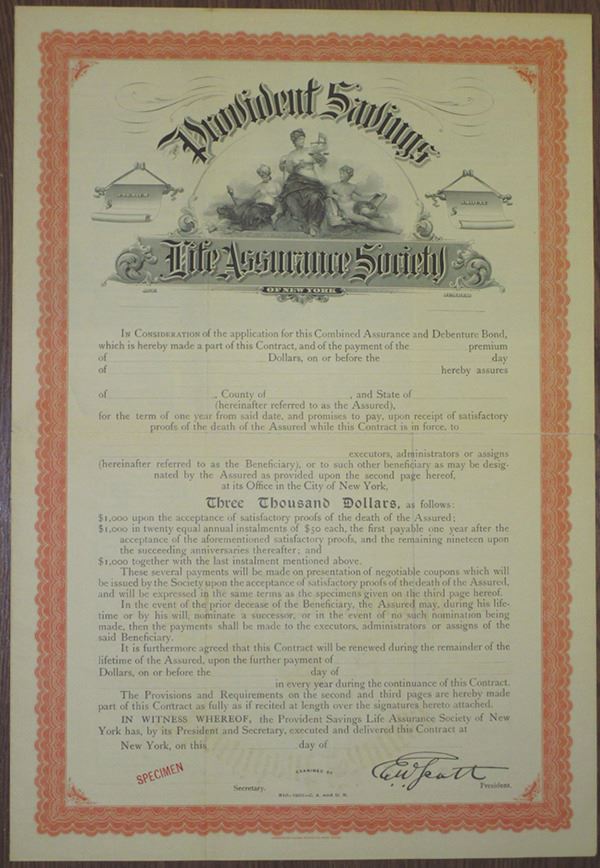 Provident Savings
Life Assurance Society
OF NEW YORK
AGE
NUMBER
IN CONSIDERATION of the application for this Combined Assurance and Debenture Bond,
which is hereby made a part of this Contract, and of the payment of the premium
of Dollars, on or before the day
of hereby assures
of , County of , and State of
(hereinafter referred to as the Assured),
for the term of one year from said date, and promises to pay, upon receipt of satisfactory
proofs of the death of the Assured while this Contract is in force, to
executors, administrators or assigns
(hereinafter referred to as the Beneficiary), or to such other beneficiary as may be desig-
nated by the Assured as provided upon the second page hereof,
at its Office in the City of New York,
Three Thousand Dollars, as follows:
$1,000 upon the acceptance of satisfactory proofs of the death of the Assured;
$1,000 in twenty equal annual instalments of $50 each, the first payable one year after the
acceptance of the aforementioned satisfactory proofs, and the remaining nineteen upon
the succeeding anniversaries thereafter; and
$1,000 together with the last instalment mentioned above.
These several payments will be made on presentation of negotiable coupons which will
be issued by the Society upon the acceptance of satisfactory proofs of the death of the Assured,
and will be expressed in the same terms as the specimens given on the third page hereof.
In the event of the prior decease of the Beneficiary, the Assured may, during his life-
time or by his will, nominate a successor, or in the event of no such nomination being
made, then the payments shall be made to the executors, administrators or assigns of the
said Beneficiary.
It is furthermore agreed that this Contract will be renewed during the remainder of the
lifetime of the Assured, upon the further payment of
Dollars, on or before the day of
in every year during the continuance of this Contract.
The Provisions and Requirements on the second and third pages are hereby made
part of this Contract as fully as if recited at length over the signatures hereto attached.
IN WITNESS WHEREOF, the Provident Savings Life Assurance Society of New
York has, by its President and Secretary, executed and delivered this Contract at
New York, on this day of
SPECIMEN
EXAMINED BY
E. W. Scott
Secretary.
President.